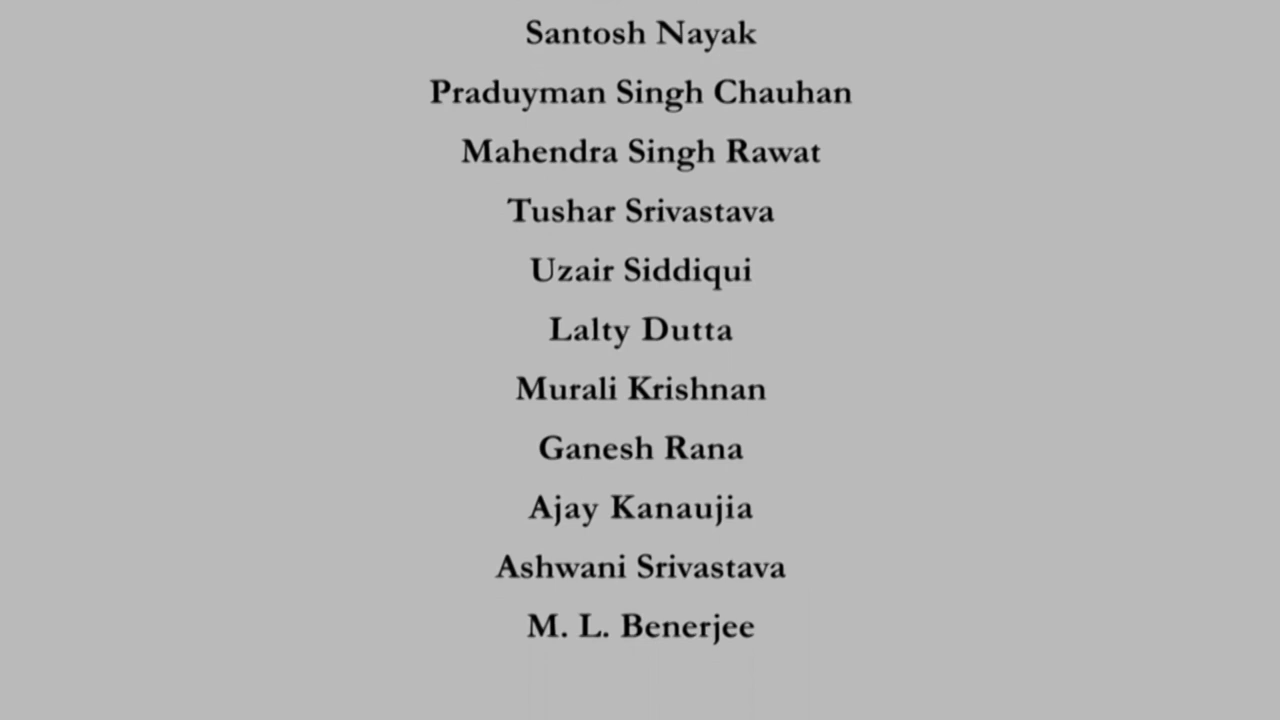 Santosh Nayak
Praduyman Singh Chauhan
Mahendra Singh Rawat
Tushar Srivastava
Uzair Siddiqui
Lalty Dutta
Murali Krishnan
Ganesh Rana
Ajay Kanaujia
Ashwani Srivastava
M. L. Benerjee